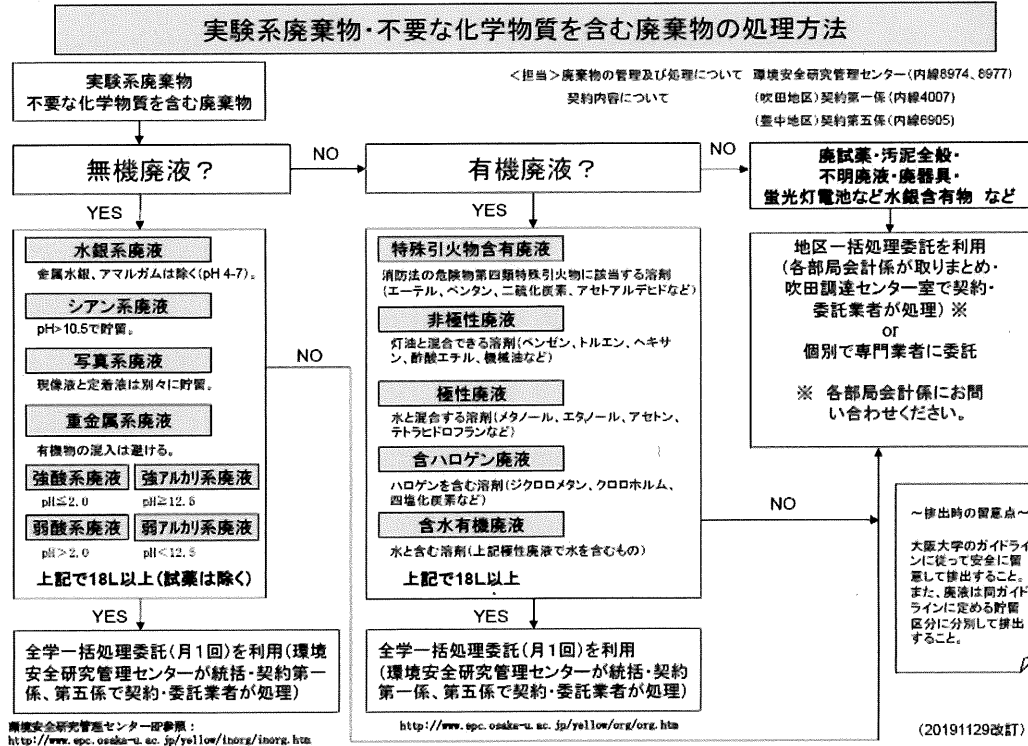 実験系廃棄物・不要な化学物質を含む廃棄物の処理方法
実験系廃棄物
不要な化学物質を含む廃棄物
＜担当＞廃棄物の管理及び処理について 環境安全研究管理センター(内線8974、8977)
契約内容について (吹田地区)契約第一係(内線4007)
(豊中地区)契約第五係(内線6905)
無機廃液？
NO
有機廃液？
NO
廃試薬・汚泥全般・
不明廃液・廃器具・
蛍光灯電池など水銀含有物 など
YES
YES
水銀系廃液
金属水銀、アマルガムは除く(pH 4-7)。
シアン系廃液
pH>10.5で貯留。
写真系廃液
現像液と定着液は別々に貯留。
重金属系廃液
有機物の混入は避ける。
強酸系廃液 強アルカリ系廃液
pH≦2.0 pH≧12.5
弱酸系廃液 弱アルカリ系廃液
pH＞2.0 pH＜12.5
上記で18L以上(試薬は除く)
NO
YES
全学一括処理委託(月1回)を利用(環境
安全研究管理センターが統括・契約第一
係、第五係で契約・委託業者が処理)
環境安全研究管理センターHP参照：
http://www.epc.osaka-u.ac.jp/yellow/inorg/inorg.htm
特殊引火物含有廃液
消防法の危険物第四類特殊引火物に該当する溶剤
(エーテル、ペンタン、二硫化炭素、アセトアルデヒドなど)
非極性廃液
灯油と混合できる溶剤(ベンゼン、トルエン、ヘキサ
ン、酢酸エチル、機械油など)
極性廃液
水と混合する溶剤(メタノール、エタノール、アセトン、
テトラヒドロフランなど)
含ハロゲン廃液
ハロゲンを含む溶剤(ジクロロメタン、クロロホルム、
四塩化炭素など)
含水有機廃液
水と含む溶剤(上記極性廃液で水を含むもの)
上記で18L以上
NO
YES
全学一括処理委託(月1回)を利用
(環境安全研究管理センターが統括・契約
第一係、第五係で契約・委託業者が処理)
http://www.epc.osaka-u.ac.jp/yellow/org/org.htm
地区一括処理委託を利用
(各部局会計係が取りまとめ・
吹田調達センター室で契約・
委託業者が処理) ※
or
個別で専門業者に委託
※ 各部局会計係にお問
い合わせください。
～排出時の留意点～
大阪大学のガイドライ
ンに従って安全に留
意して排出すること。
また、廃液は同ガイド
ラインに定める貯留
区分に分別して排出
すること。
(20191129改訂)